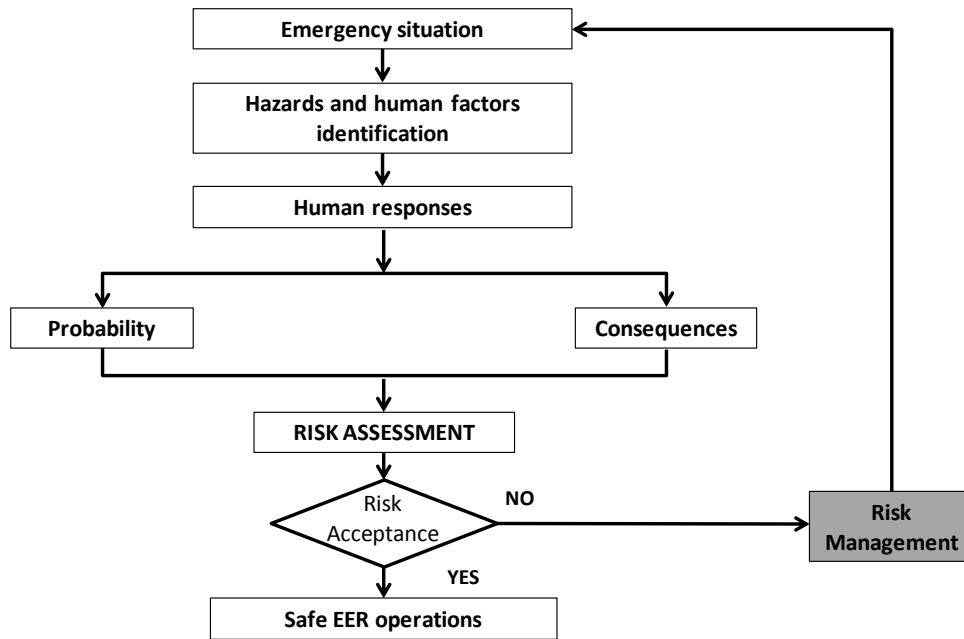 Emergency situation
Hazards and human factors
identification
Human responses
Probability
Consequences
RISK ASSESSMENT
Risk
Acceptance
NO
Risk
Management
YES
Safe EER operations